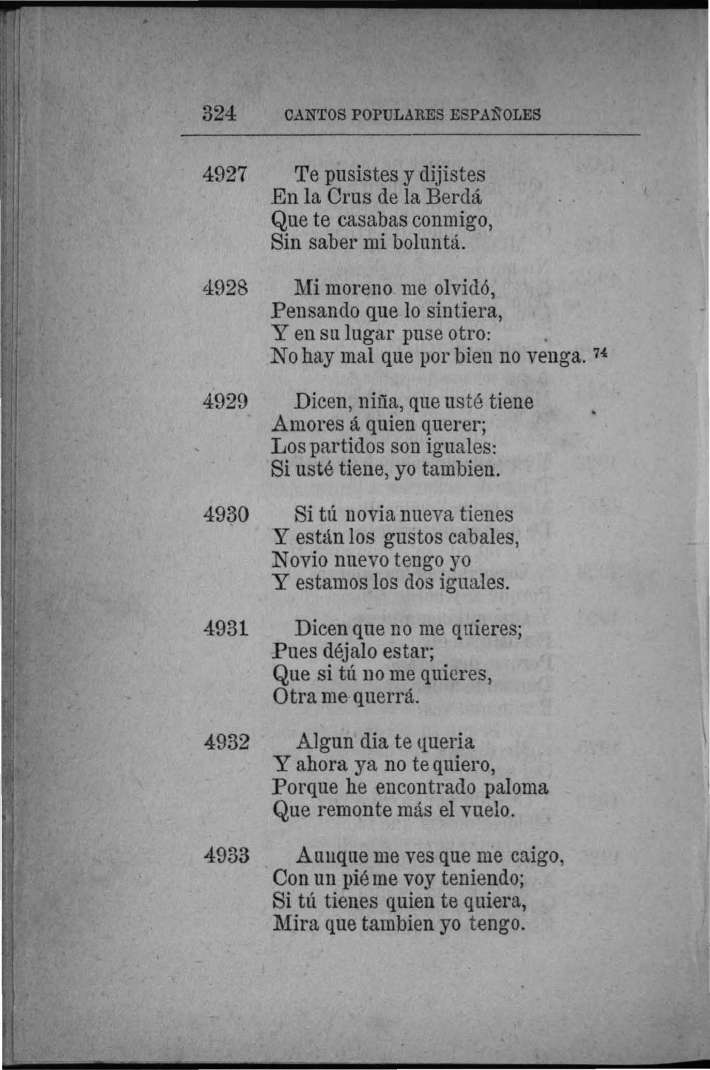 324 CANTOS POPULARES ESPAÑOLES
4927 Te pusistes y dijistes
En la Crus de la Berdá
Que te casabas conmigo,
Sin saber mi boluntá.
4928 Mi moreno me olvidó,
Pensando que lo sintiera,
Y en su lugar puse otro:
No hay mal que por bien no venga. 74
4929 Dicen, niña, que usté tiene
Amores á quien querer;
Los partidos son iguales:
Si usté tiene, yo tambien.
4930 Si tú novia nueva tienes
Y están los gustos cabales,
Novio nuevo tengo yo
Y estamos los dos iguales.
4931 Dicen que no me quieres;
Pues déjalo estar;
Que si tú no me quieres,
Otra me querrá.
4932 Algun dia te queria
Y ahora ya no te quiero,
Porque he encontrado paloma
Que remonte más el vuelo.
4933 Aunque me ves que me caigo,
Con un pié me voy teniendo;
Si tú tienes quien te quiera,
Mira que tambien yo tengo.